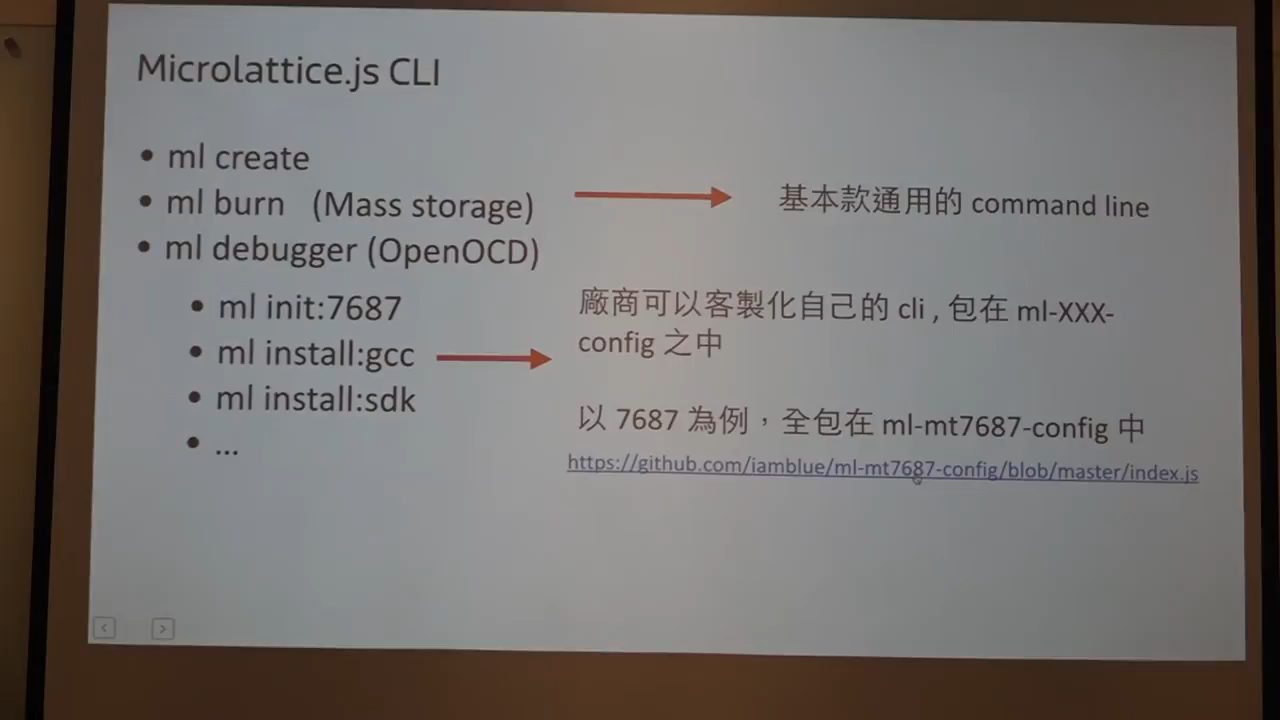 Microlattice.js CLI
• ml create
• ml burn (Mass storage)
基本款通用的 command line
• ml debugger (OpenOCD)
• ml init:7687
• ml install:gcc
• ml install:sdk
• ...
廠商可以客製化自己的 cli , 包在 ml-XXX-
config 之中
以 7687 為例，全包在 ml-mt7687-config 中
https://github.com/iamblue/ml-mt7687-config/blob/master/index.js
< >